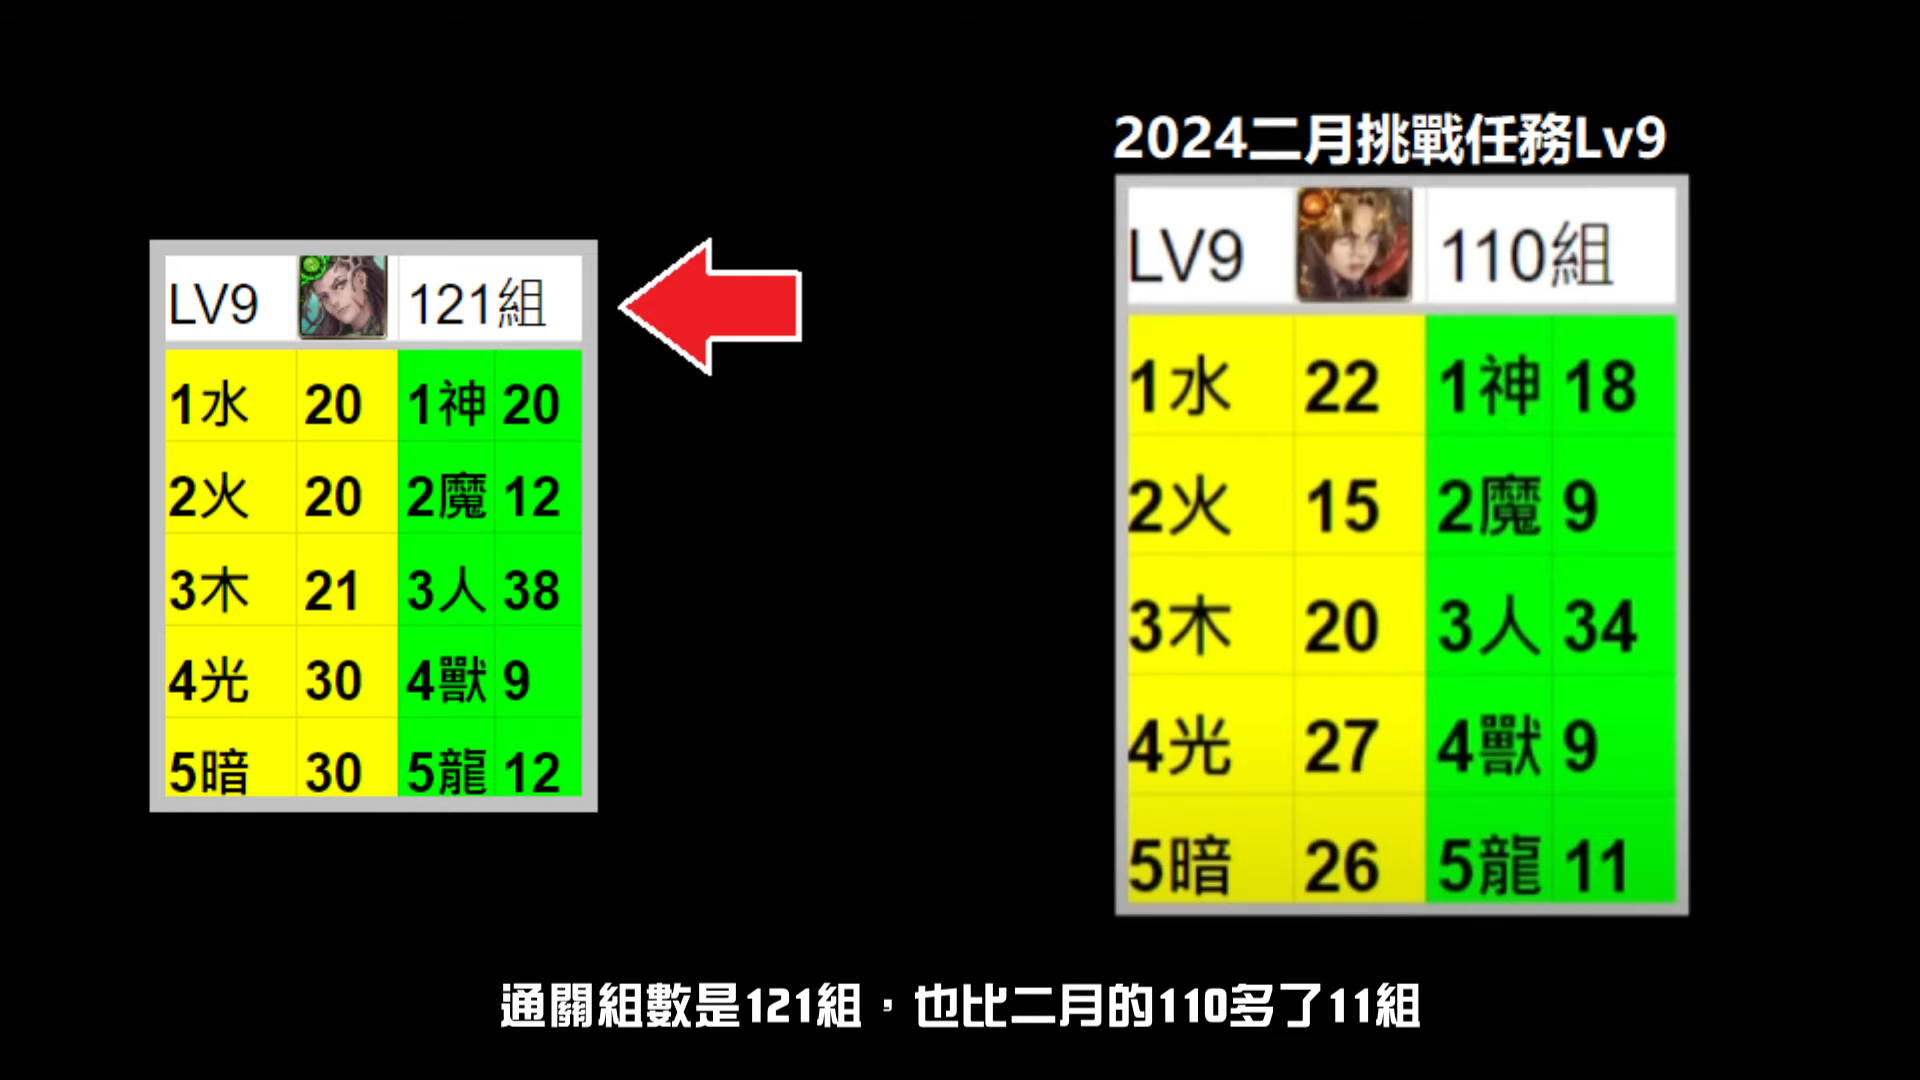 LV9 121組
1水 20 1神 20
2火 20 2魔 12
3木 21 3人 38
4光 30 4獸 9
5暗 30 5龍 12
2024二月挑戰任務Lv9
LV9 110組
1水 22 1神 18
2火 15 2魔 9
3木 20 3人 34
4光 27 4獸 9
5暗 26 5龍 11
通關組數是121組，也比二月的110多了11組